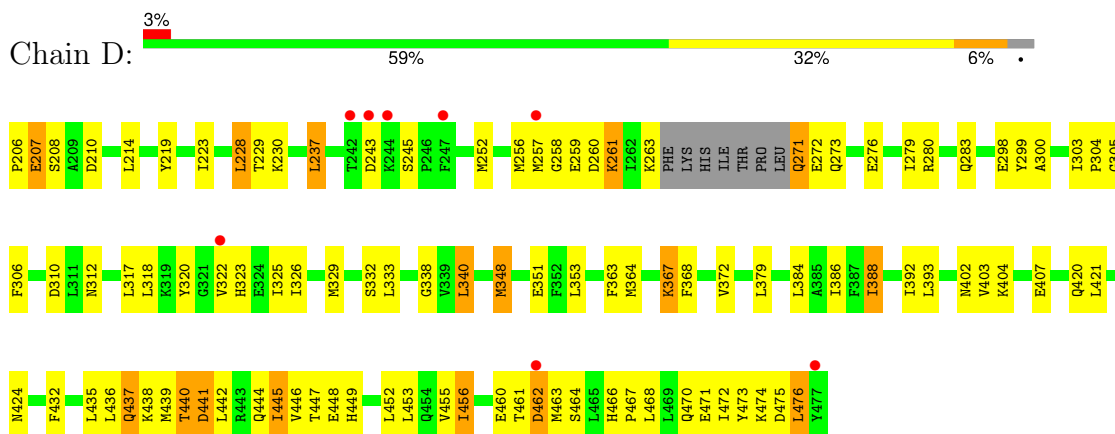 3%
Chain D:
59% 32% 6% •
P206 E207 S208 A209 D210 L214 Y219 I223 L228 T229 K230 L237 T242 D243 K244 S245 P246 F247 M252 M256 M257 G258 E259 D260 K261 I262 K263 PHE LYS HIS ILE THR PRO LEU Q271 E272 Q273 E276 I279 R280 Q283 E298 Y299 A300 I303 P304
F306 D310 L311 N312 L317 L318 K319 Y320 G321 V322 H323 E324 I325 I326 M329 S332 L333 G338 V339 L340 M348 E351 F352 L353 F363 M364 K367 F368 V372 L379 L384 A385 I386 F387 I388 I392 L393 N402 V403 K404 E407 Q420 L421
N424 F432 L435 L436 Q437 K438 M439 T440 D441 L442 R443 Q444 I445 V446 T447 E448 H449 L452 L453 Q454 V455 I456 E460 T461 D462 M463 S464 L465 H466 P467 L468 L469 Q470 E471 I472 Y473 K474 D475 L476 Y477